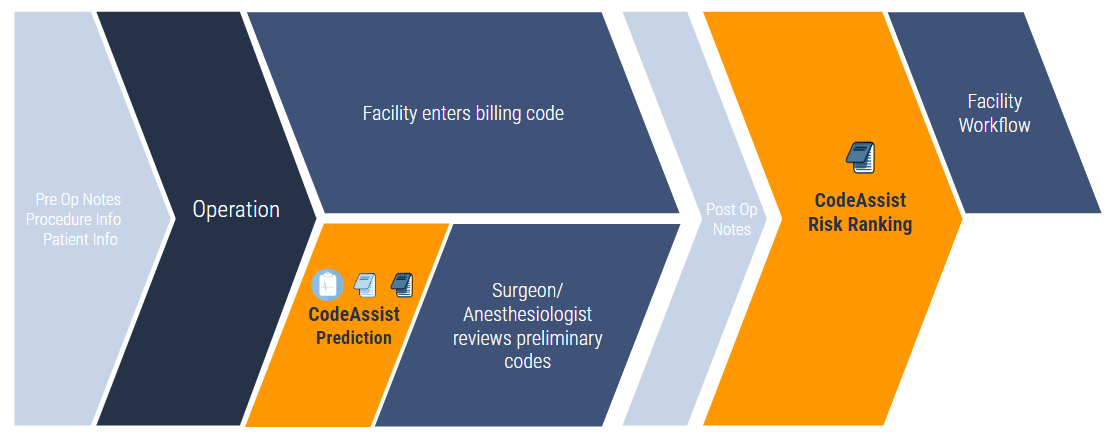 Pre Op Notes
Procedure Info
Patient Info
Operation
Facility enters billing code
CodeAssist
Prediction
Surgeon/
Anesthesiologist
reviews preliminary
codes
Post Op
Notes
CodeAssist
Risk Ranking
Facility
Workflow